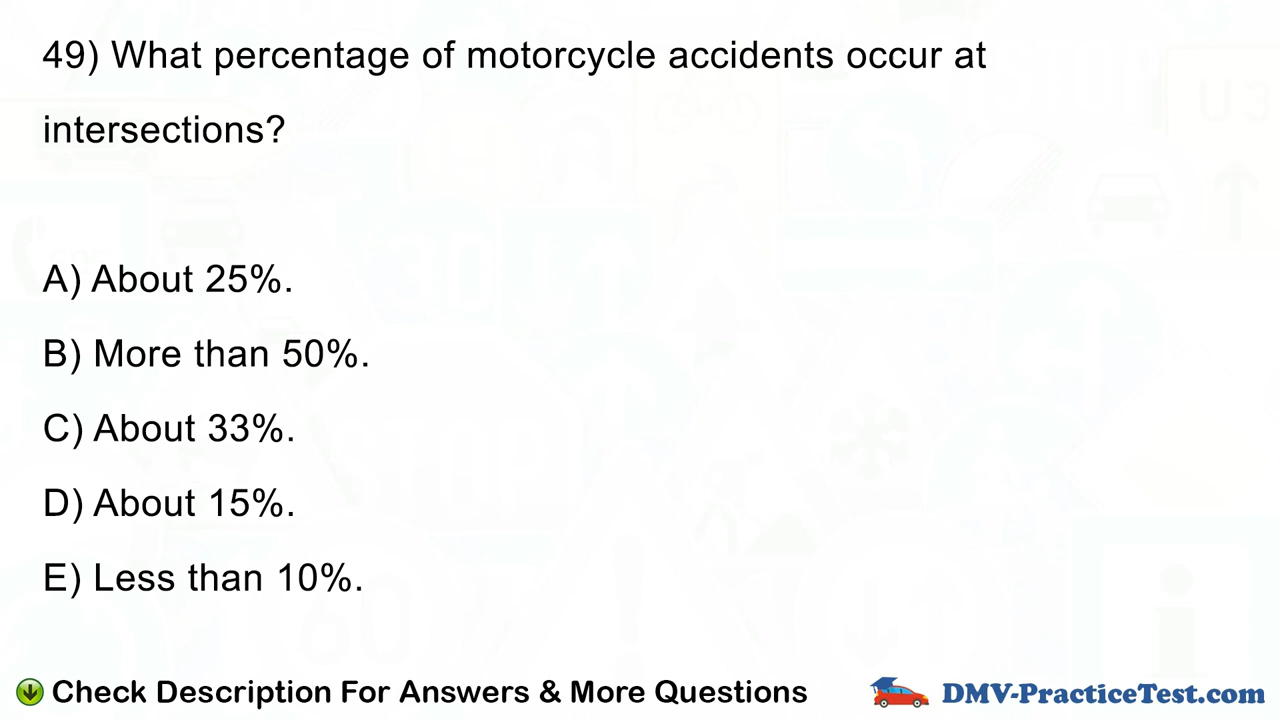 49) What percentage of motorcycle accidents occur at
intersections?
A) About 25%.
B) More than 50%.
C) About 33%.
D) About 15%.
E) Less than 10%.
Check Description For Answers & More Questions
DMV-PracticeTest.com